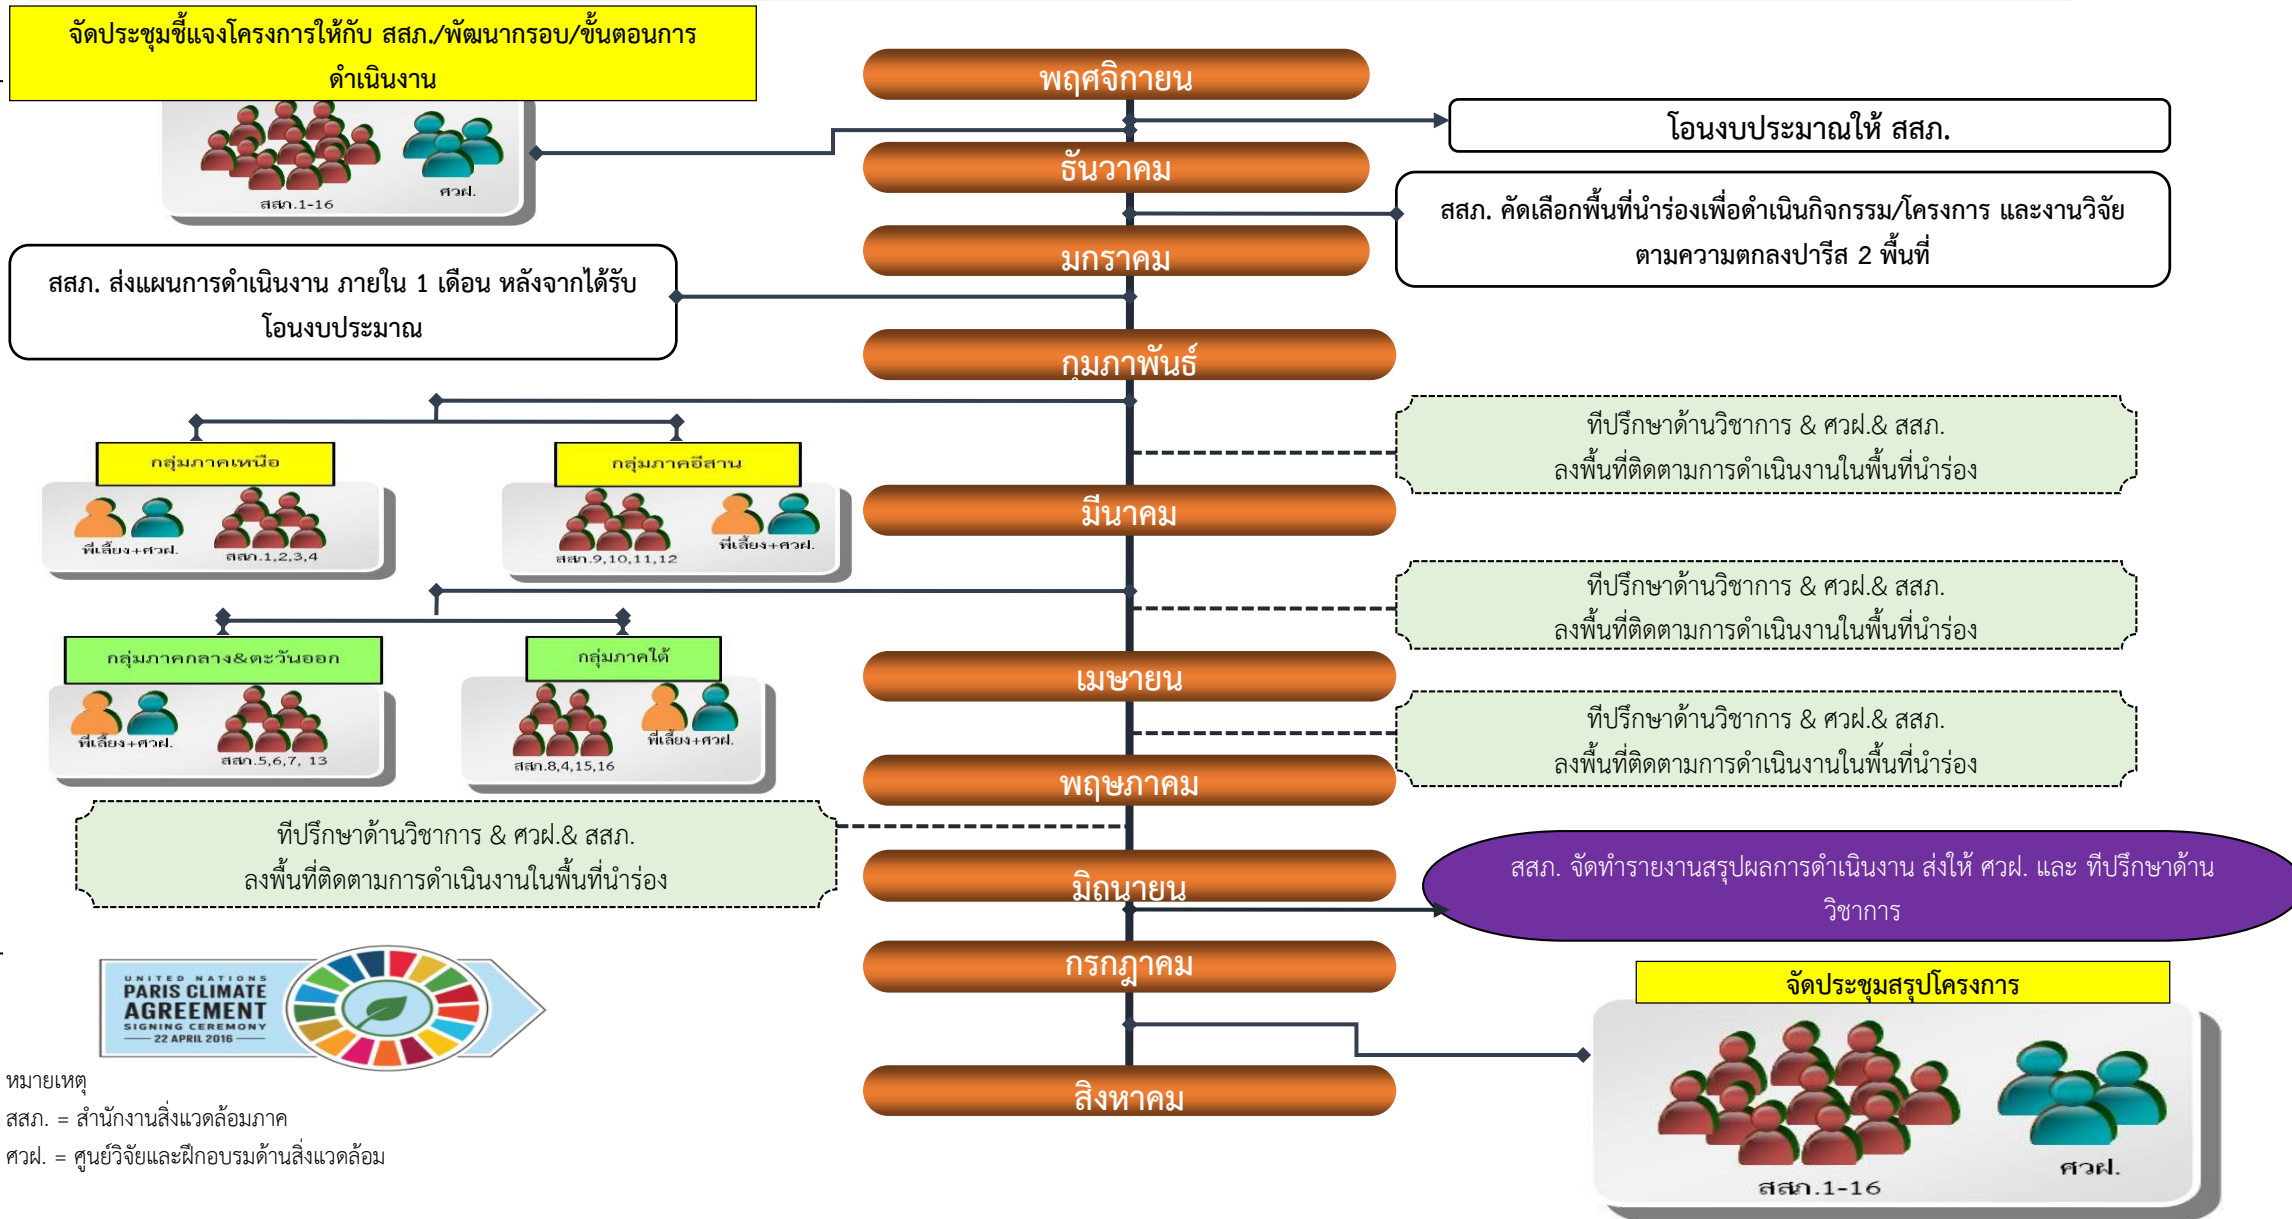 จัดประชุมชี้แจงโครงการให้กับ สสภ./พัฒนากรอบ/ขั้นตอนการ
ดำเนินงาน
สสภ.1-16
ศวฝ.
พฤศจิกายน
โอนงบประมาณให้ สสภ.
ธันวาคม
สสภ. คัดเลือกพื้นที่นำร่องเพื่อดำเนินกิจกรรม/โครงการ และงานวิจัย
ตามความตกลงปารีส 2 พื้นที่
มกราคม
สสภ. ส่งแผนการดำเนินงาน ภายใน 1 เดือน หลังจากได้รับ
โอนงบประมาณ
กุมภาพันธ์
กลุ่มภาคเหนือ
พี่เลี้ยง+ศวฝ.
สสภ.1,2,3,4
กลุ่มภาคอีสาน
สสภ.9,10,11,12
พี่เลี้ยง+ศวฝ.
ที่ปรึกษาด้านวิชาการ & ศวฝ.& สสภ.
ลงพื้นที่ติดตามการดำเนินงานในพื้นที่นำร่อง
มีนาคม
ที่ปรึกษาด้านวิชาการ & ศวฝ.& สสภ.
ลงพื้นที่ติดตามการดำเนินงานในพื้นที่นำร่อง
กลุ่มภาคกลาง&ตะวันออก
พี่เลี้ยง+ศวฝ.
สสภ.5,6,7, 13
กลุ่มภาคใต้
สสภ.8,4,15,16
พี่เลี้ยง+ศวฝ.
เมษายน
ที่ปรึกษาด้านวิชาการ & ศวฝ.& สสภ.
ลงพื้นที่ติดตามการดำเนินงานในพื้นที่นำร่อง
พฤษภาคม
ที่ปรึกษาด้านวิชาการ & ศวฝ.& สสภ.
ลงพื้นที่ติดตามการดำเนินงานในพื้นที่นำร่อง
มิถุนายน
สสภ. จัดทำรายงานสรุปผลการดำเนินงาน ส่งให้ ศวฝ. และ ที่ปรึกษาด้าน
วิชาการ
กรกฎาคม
จัดประชุมสรุปโครงการ
สสภ.1-16
ศวฝ.
สิงหาคม
UNITED NATIONS
PARIS CLIMATE
AGREEMENT
SIGNING CEREMONY
22 APRIL 2016
หมายเหตุ
สสภ. = สำนักงานสิ่งแวดล้อมภาค
ศวฝ. = ศูนย์วิจัยและฝึกอบรมด้านสิ่งแวดล้อม